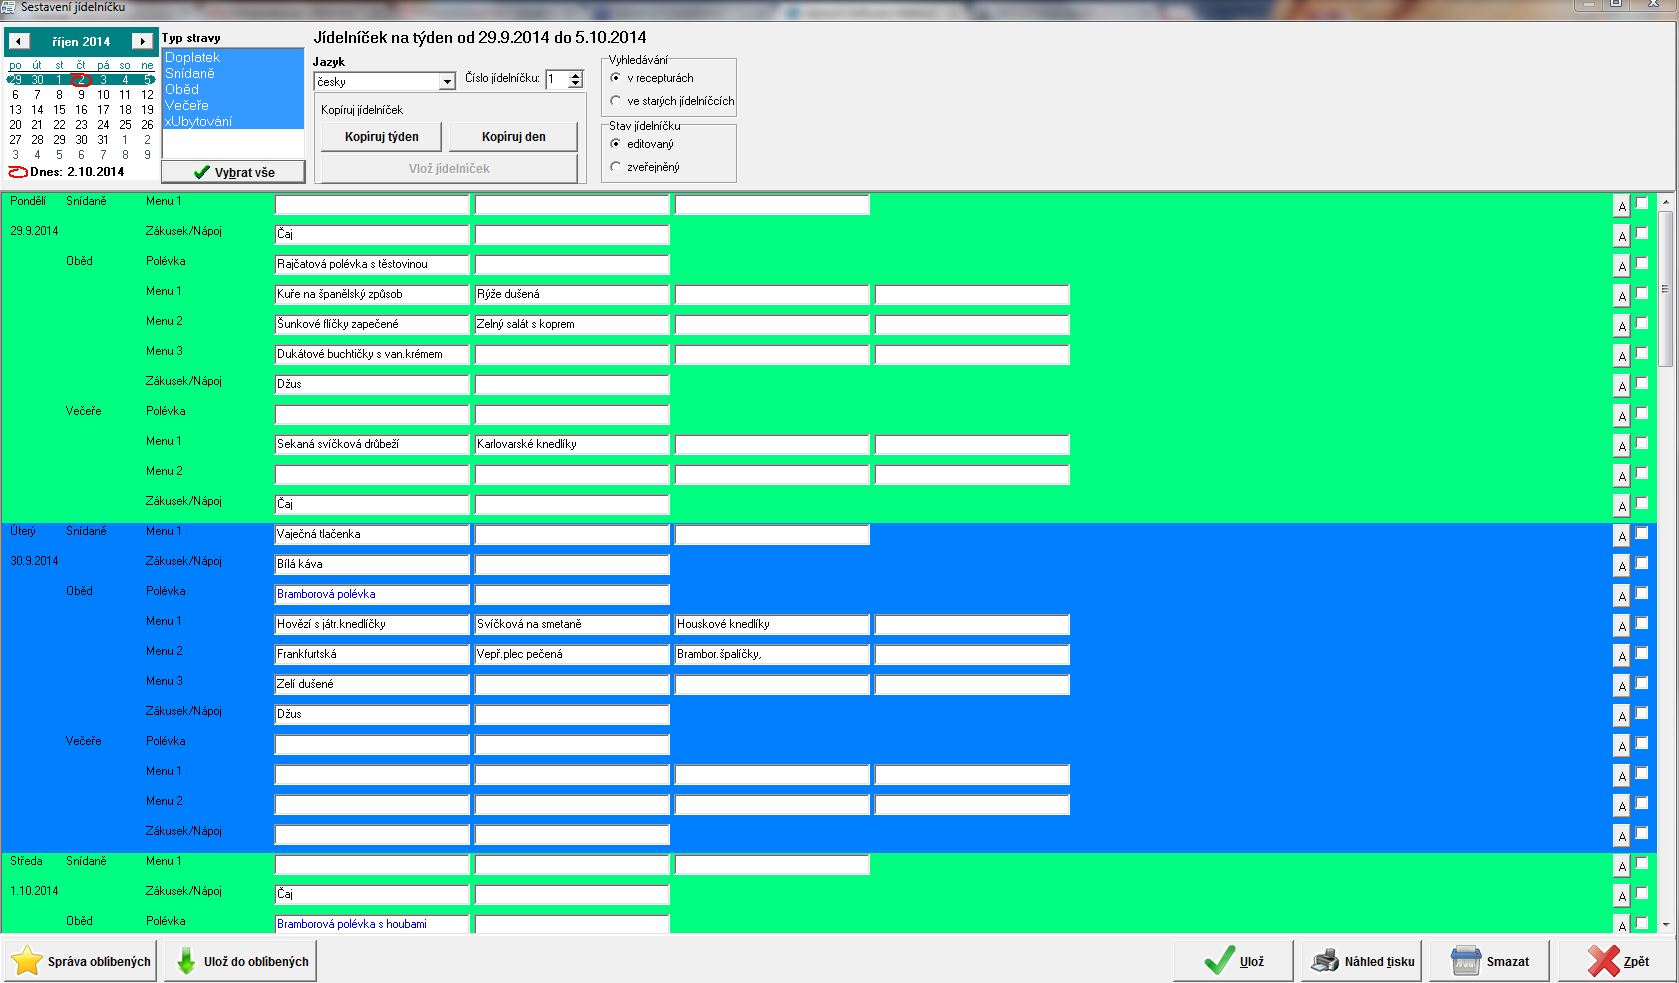 Sestavení jídelníčku
říjen 2014
po út st čt pá so ne
29 30 1 2 3 4 5
6 7 8 9 10 11 12
13 14 15 16 17 18 19
20 21 22 23 24 25 26
27 28 29 30 31 1 2
3 4 5 6 7 8 9
Dnes: 2.10.2014
Typ stravy
Doplatek
Snídaně
Oběd
Večeře
xUbytování
Vybrat vše
Jídelníček na týden od 29.9.2014 do 5.10.2014
Jazyk
česky
Číslo jídelníčku: 1
Kopíruj jídelníček
Kopíruj týden Kopíruj den
Vlož jídelníček
Vyhledávání
v recepturách
ve starých jídelníčcích
Stav jídelníčku
editovaný
zveřejněný
Pondělí Snídaně Menu 1 A
29.9.2014 Zákusek/Nápoj Čaj A
Oběd Polévka Rajčatová polévka s těstovinou A
Menu 1 Kuře na španělský způsob Rýže dušená A
Menu 2 Šunkové flíčky zapečené Zelný salát s koprem A
Menu 3 Dukátové buchtičky s van.krémem A
Zákusek/Nápoj Džus A
Večeře Polévka A
Menu 1 Sekaná svíčková drůbeží Karlovarské knedlíky A
Menu 2 A
Zákusek/Nápoj Čaj A
Úterý Snídaně Menu 1 Vaječná tlačenka A
30.9.2014 Zákusek/Nápoj Bílá káva A
Oběd Polévka Bramborová polévka A
Menu 1 Hovězí s játr.knedlíčky Svíčková na smetaně Houskové knedlíky A
Menu 2 Frankfurtská Vepř.plec pečená Brambor.špalíčky, A
Menu 3 Zelí dušené A
Zákusek/Nápoj Džus A
Večeře Polévka A
Menu 1 A
Menu 2 A
Zákusek/Nápoj A
Středa Snídaně Menu 1 A
1.10.2014 Zákusek/Nápoj Čaj A
Oběd Polévka Bramborová polévka s houbami A
Správa oblíbených Ulož do oblíbených Ulož Náhled tisku Smazat Zpět